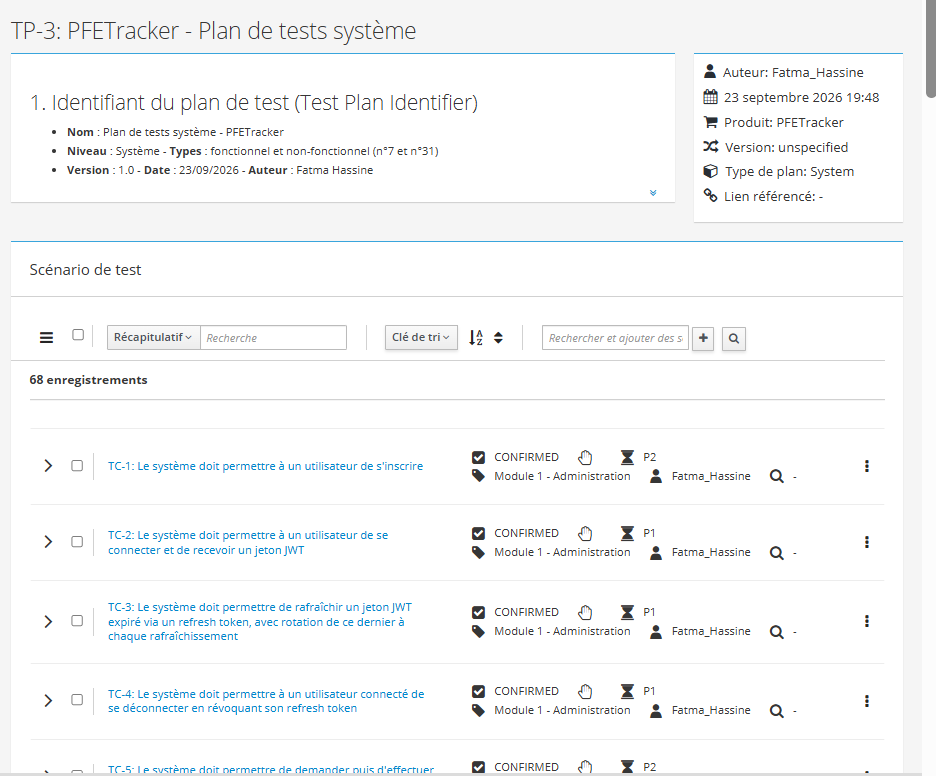 TP-3: PFETracker - Plan de tests système
1. Identifiant du plan de test (Test Plan Identifier)
Nom : Plan de tests système - PFETracker
Niveau : Système - Types : fonctionnel et non-fonctionnel (n°7 et n°31)
Version : 1.0 - Date : 23/09/2026 - Auteur : Fatma Hassine
Auteur: Fatma_Hassine
23 septembre 2026 19:48
Produit: PFETracker
Version: unspecified
Type de plan: System
Lien référencé: -
Scénario de test
Récapitulatif Recherche Clé de tri Rechercher et ajouter des s
68 enregistrements
TC-1: Le système doit permettre à un utilisateur de s'inscrire
CONFIRMED P2
Module 1 - Administration Fatma_Hassine -
TC-2: Le système doit permettre à un utilisateur de se
connecter et de recevoir un jeton JWT
CONFIRMED P1
Module 1 - Administration Fatma_Hassine -
TC-3: Le système doit permettre de rafraîchir un jeton JWT
expiré via un refresh token, avec rotation de ce dernier à
chaque rafraîchissement
CONFIRMED P1
Module 1 - Administration Fatma_Hassine -
TC-4: Le système doit permettre à un utilisateur connecté de
se déconnecter en révoquant son refresh token
CONFIRMED P1
Module 1 - Administration Fatma_Hassine -
TC-5: Le système doit permettre de demander puis d'effectuer
CONFIRMED P2